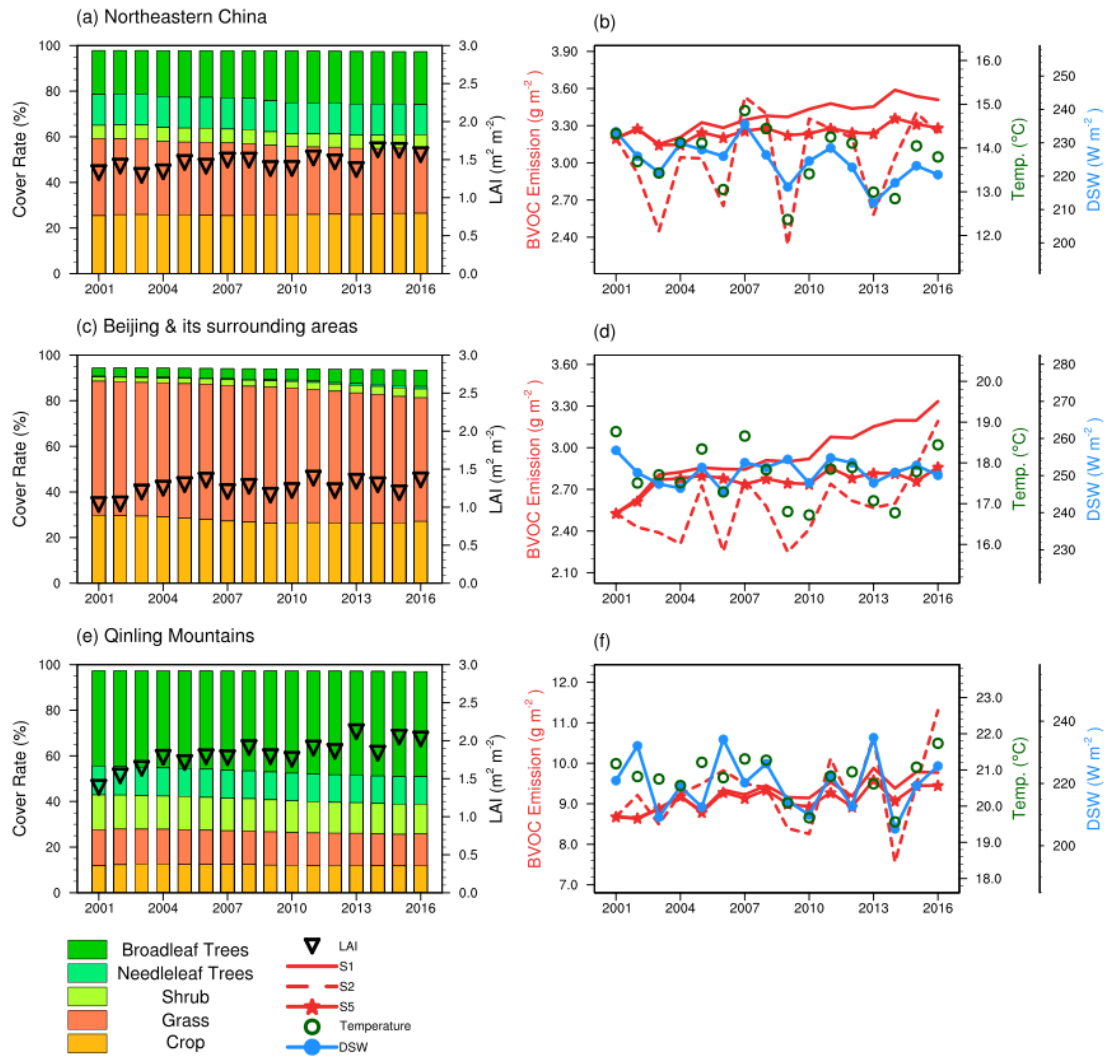 (a) Northeastern China
(b)
100
80
60
40
20
0
Cover Rate (%)
3.0
2.5
2.0
1.5
1.0
0.5
0.0
LAI (m² m⁻²)
2001 2004 2007 2010 2013 2016
3.90
3.60
3.30
3.00
2.70
2.40
BVOC Emission (g m⁻²)
16.0
15.0
14.0
13.0
12.0
Temp. (°C)
250
240
230
220
210
200
DSW (W m⁻²)
2001 2004 2007 2010 2013 2016
(c) Beijing & its surrounding areas
(d)
100
80
60
40
20
0
Cover Rate (%)
3.0
2.5
2.0
1.5
1.0
0.5
0.0
LAI (m² m⁻²)
2001 2004 2007 2010 2013 2016
3.60
3.30
3.00
2.70
2.40
2.10
BVOC Emission (g m⁻²)
20.0
19.0
18.0
17.0
16.0
Temp. (°C)
280
270
260
250
240
230
DSW (W m⁻²)
2001 2004 2007 2010 2013 2016
(e) Qinling Mountains
(f)
100
80
60
40
20
0
Cover Rate (%)
3.0
2.5
2.0
1.5
1.0
0.5
0.0
LAI (m² m⁻²)
2001 2004 2007 2010 2013 2016
12.0
11.0
10.0
9.0
8.0
7.0
BVOC Emission (g m⁻²)
23.0
22.0
21.0
20.0
19.0
18.0
Temp. (°C)
240
220
200
DSW (W m⁻²)
2001 2004 2007 2010 2013 2016
Broadleaf Trees
Needleleaf Trees
Shrub
Grass
Crop
LAI
S1
S2
S5
Temperature
DSW